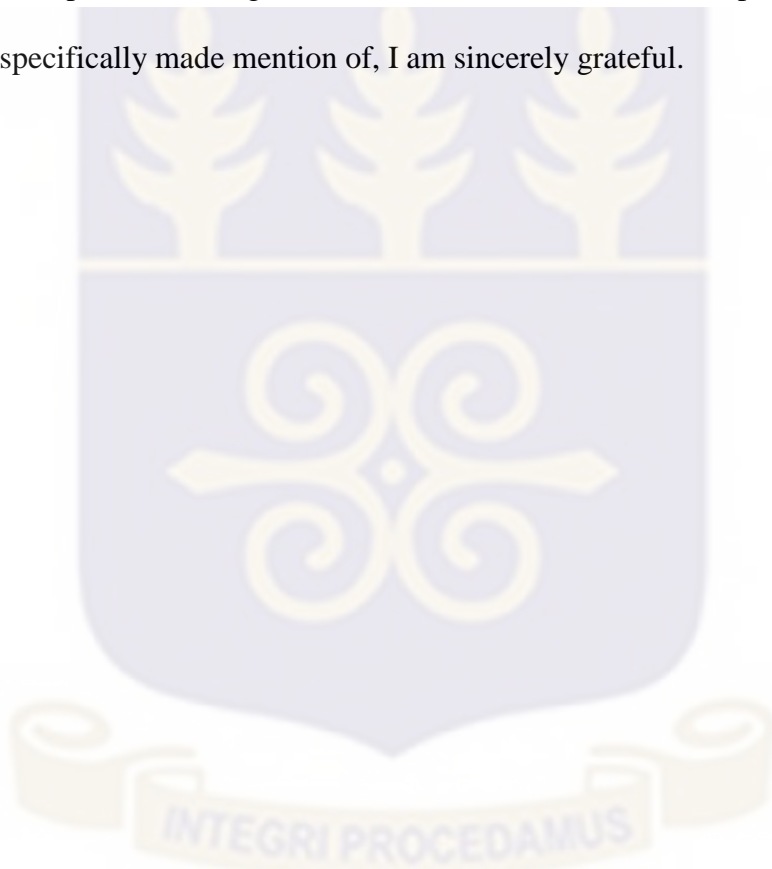 specifically made mention of, I am sincerely grateful.
INTEGRI PROCEDAMUS